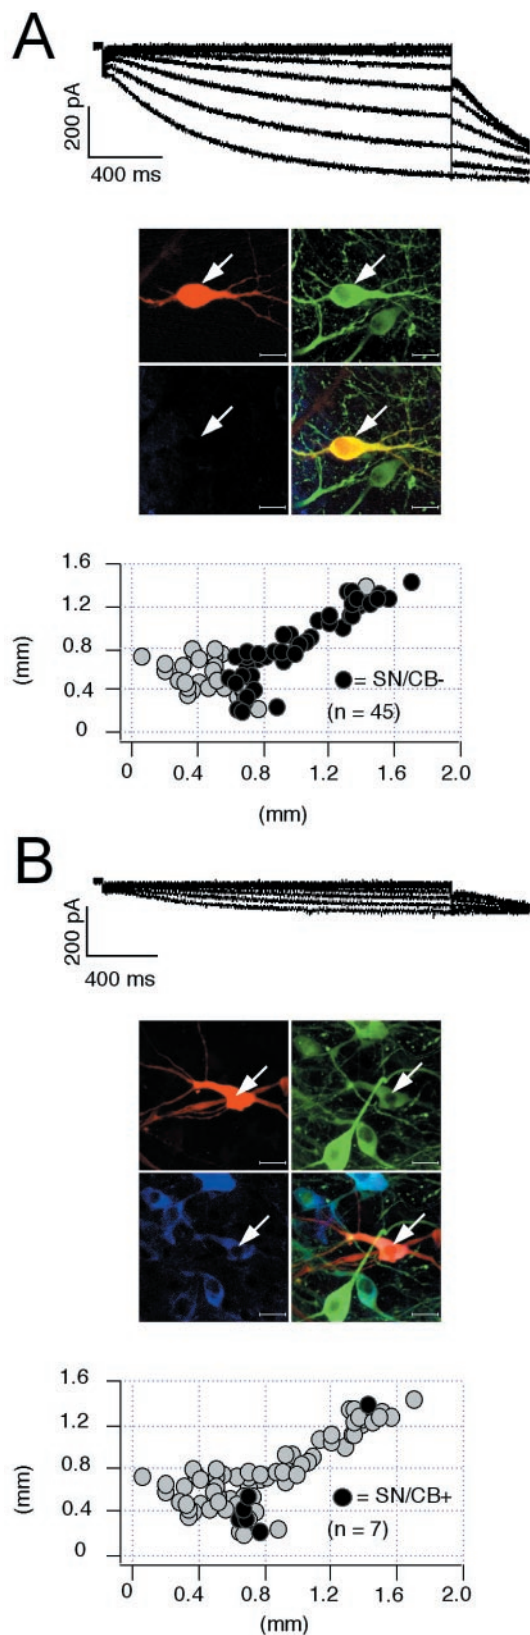 A
200 pA
400 ms
1.6
1.2
0.8
0.4
0
(mm)
= SN/CB-
(n = 45)
0 0.4 0.8 1.2 1.6 2.0
(mm)
B
200 pA
400 ms
1.6
1.2
0.8
0.4
0
(mm)
= SN/CB+
(n = 7)
0 0.4 0.8 1.2 1.6 2.0
(mm)